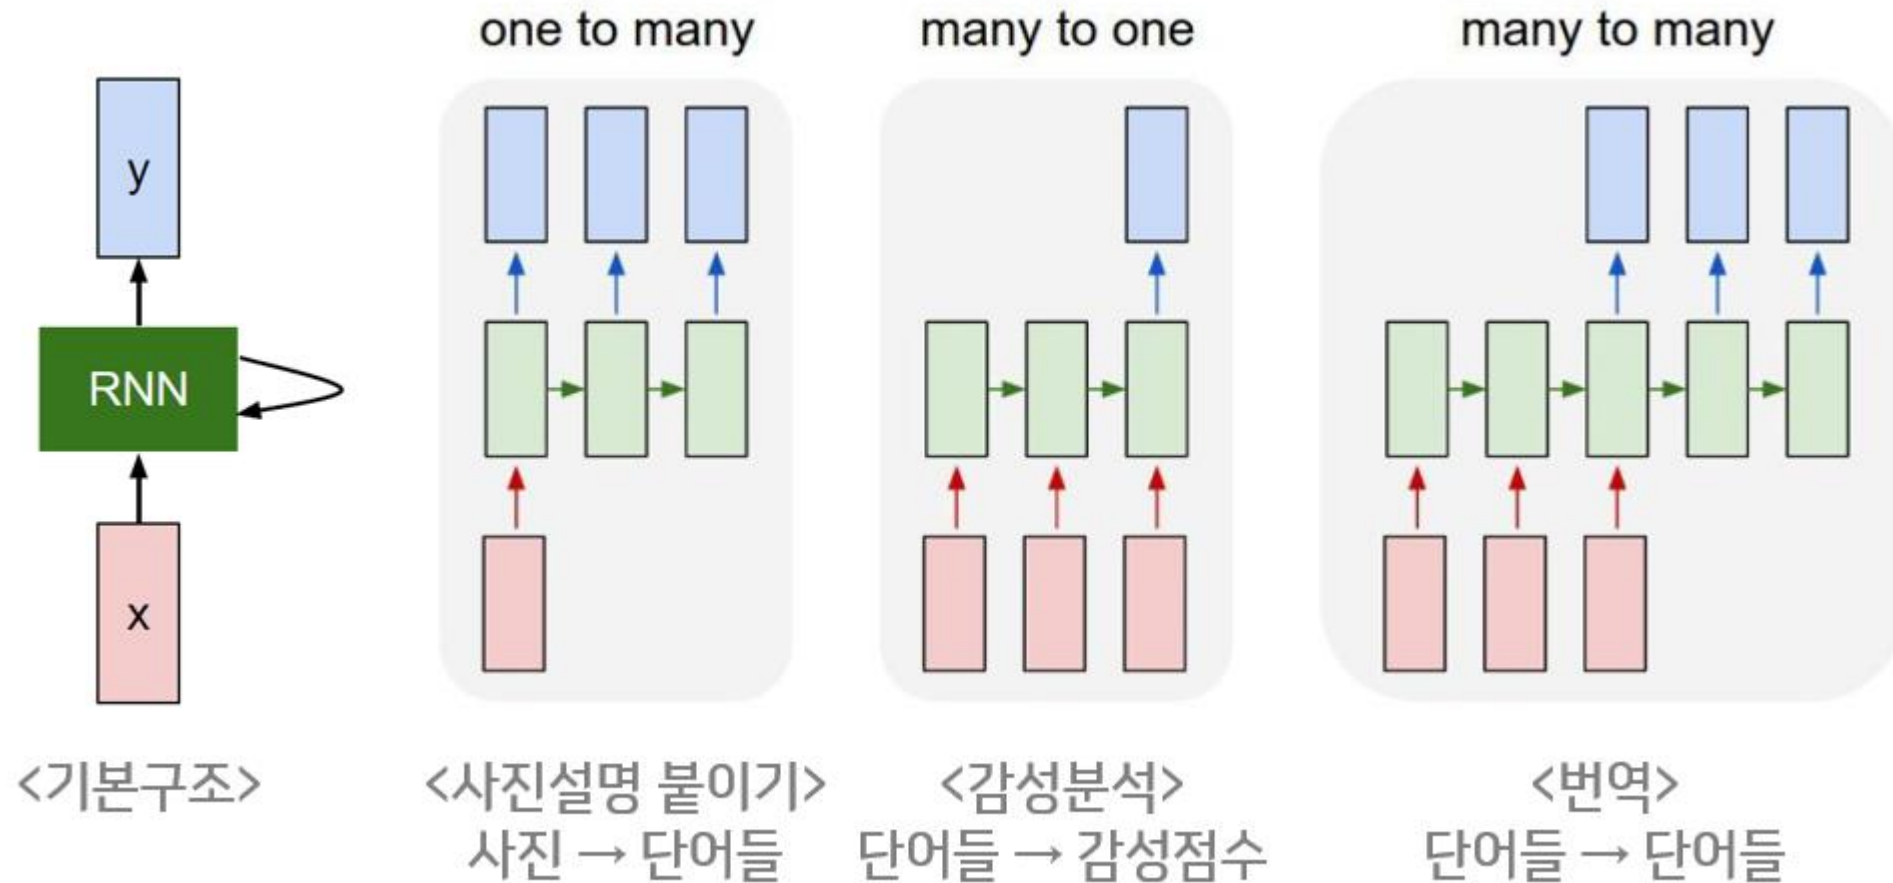 one to many
many to one
many to many
y
RNN
x
<기본구조>
<사진설명 붙이기>
사진 → 단어들
<감성분석>
단어들 → 감성점수
<번역>
단어들 → 단어들